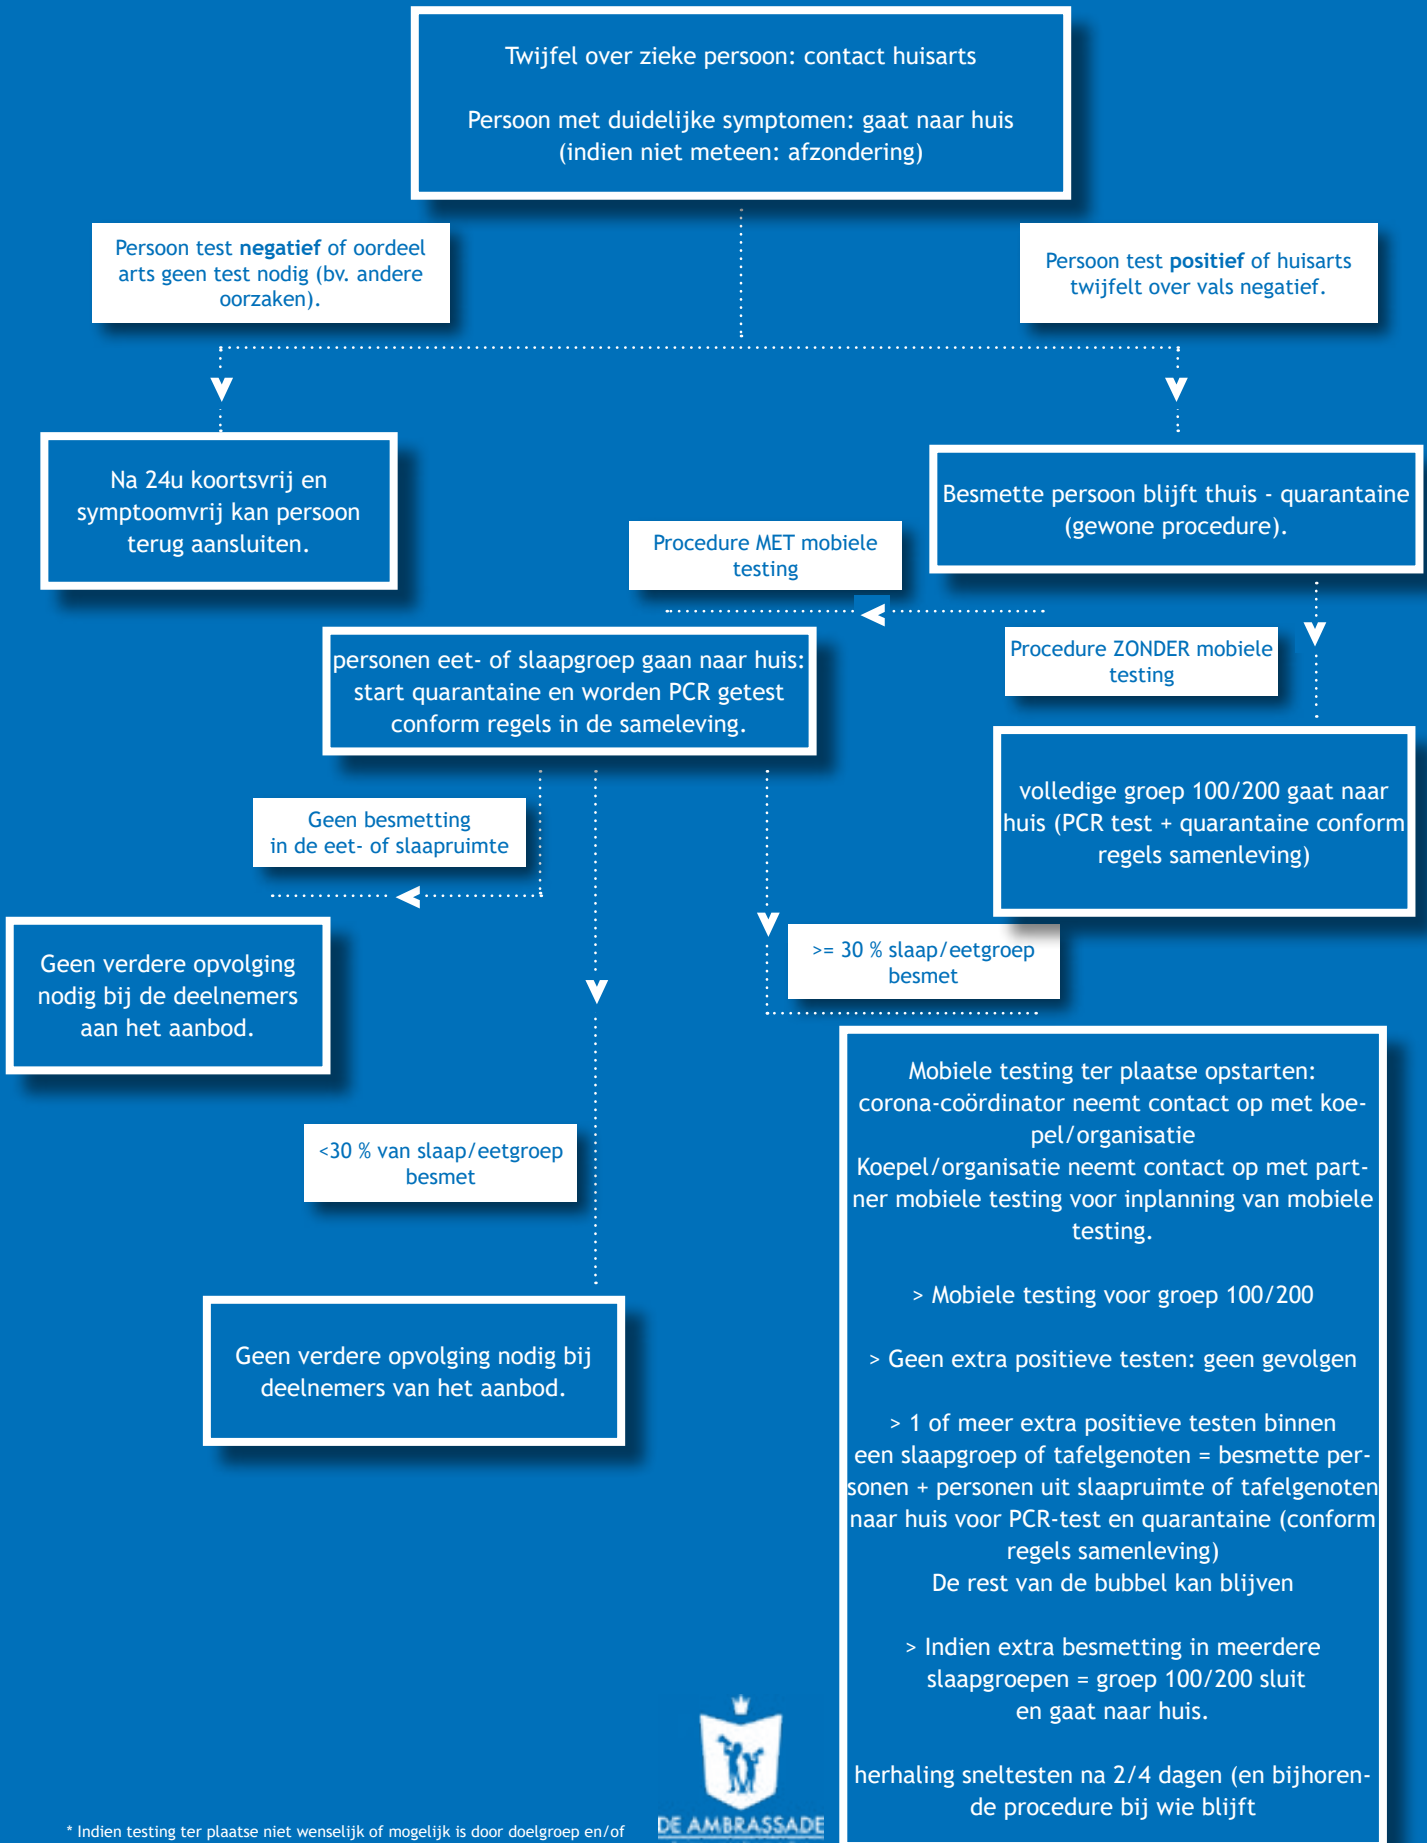 Twijfel over zieke persoon: contact huisarts
Persoon met duidelijke symptomen: gaat naar huis
(indien niet meteen: afzondering)
Persoon test negatief of oordeel
arts geen test nodig (bv. andere
oorzaken).
Persoon test positief of huisarts
twijfelt over vals negatief.
Na 24u koortsvrij en
symptoomvrij kan persoon
terug aansluiten.
Besmette persoon blijft thuis - quarantaine
(gewone procedure).
Procedure MET mobiele
testing
Procedure ZONDER mobiele
testing
personen eet- of slaapgroep gaan naar huis:
start quarantaine en worden PCR getest
conform regels in de sameleving.
volledige groep 100/200 gaat naar
huis (PCR test + quarantaine conform
regels samenleving)
Geen besmetting
in de eet- of slaapruimte
Geen verdere opvolging
nodig bij de deelnemers
aan het aanbod.
>= 30 % slaap/eetgroep
besmet
<30 % van slaap/eetgroep
besmet
Geen verdere opvolging nodig bij
deelnemers van het aanbod.
Mobiele testing ter plaatse opstarten:
corona-coördinator neemt contact op met koe-
pel/organisatie
Koepel/organisatie neemt contact op met part-
ner mobiele testing voor inplanning van mobiele
testing.
> Mobiele testing voor groep 100/200
> Geen extra positieve testen: geen gevolgen
> 1 of meer extra positieve testen binnen
een slaapgroep of tafelgenoten = besmette per-
sonen + personen uit slaapruimte of tafelgenoten
naar huis voor PCR-test en quarantaine (conform
regels samenleving)
De rest van de bubbel kan blijven
> Indien extra besmetting in meerdere
slaapgroepen = groep 100/200 sluit
en gaat naar huis.
herhaling sneltesten na 2/4 dagen (en bijhoren-
de procedure bij wie blijft
DE AMBRASSADE
* Indien testing ter plaatse niet wenselijk of mogelijk is door doelgroep en/of